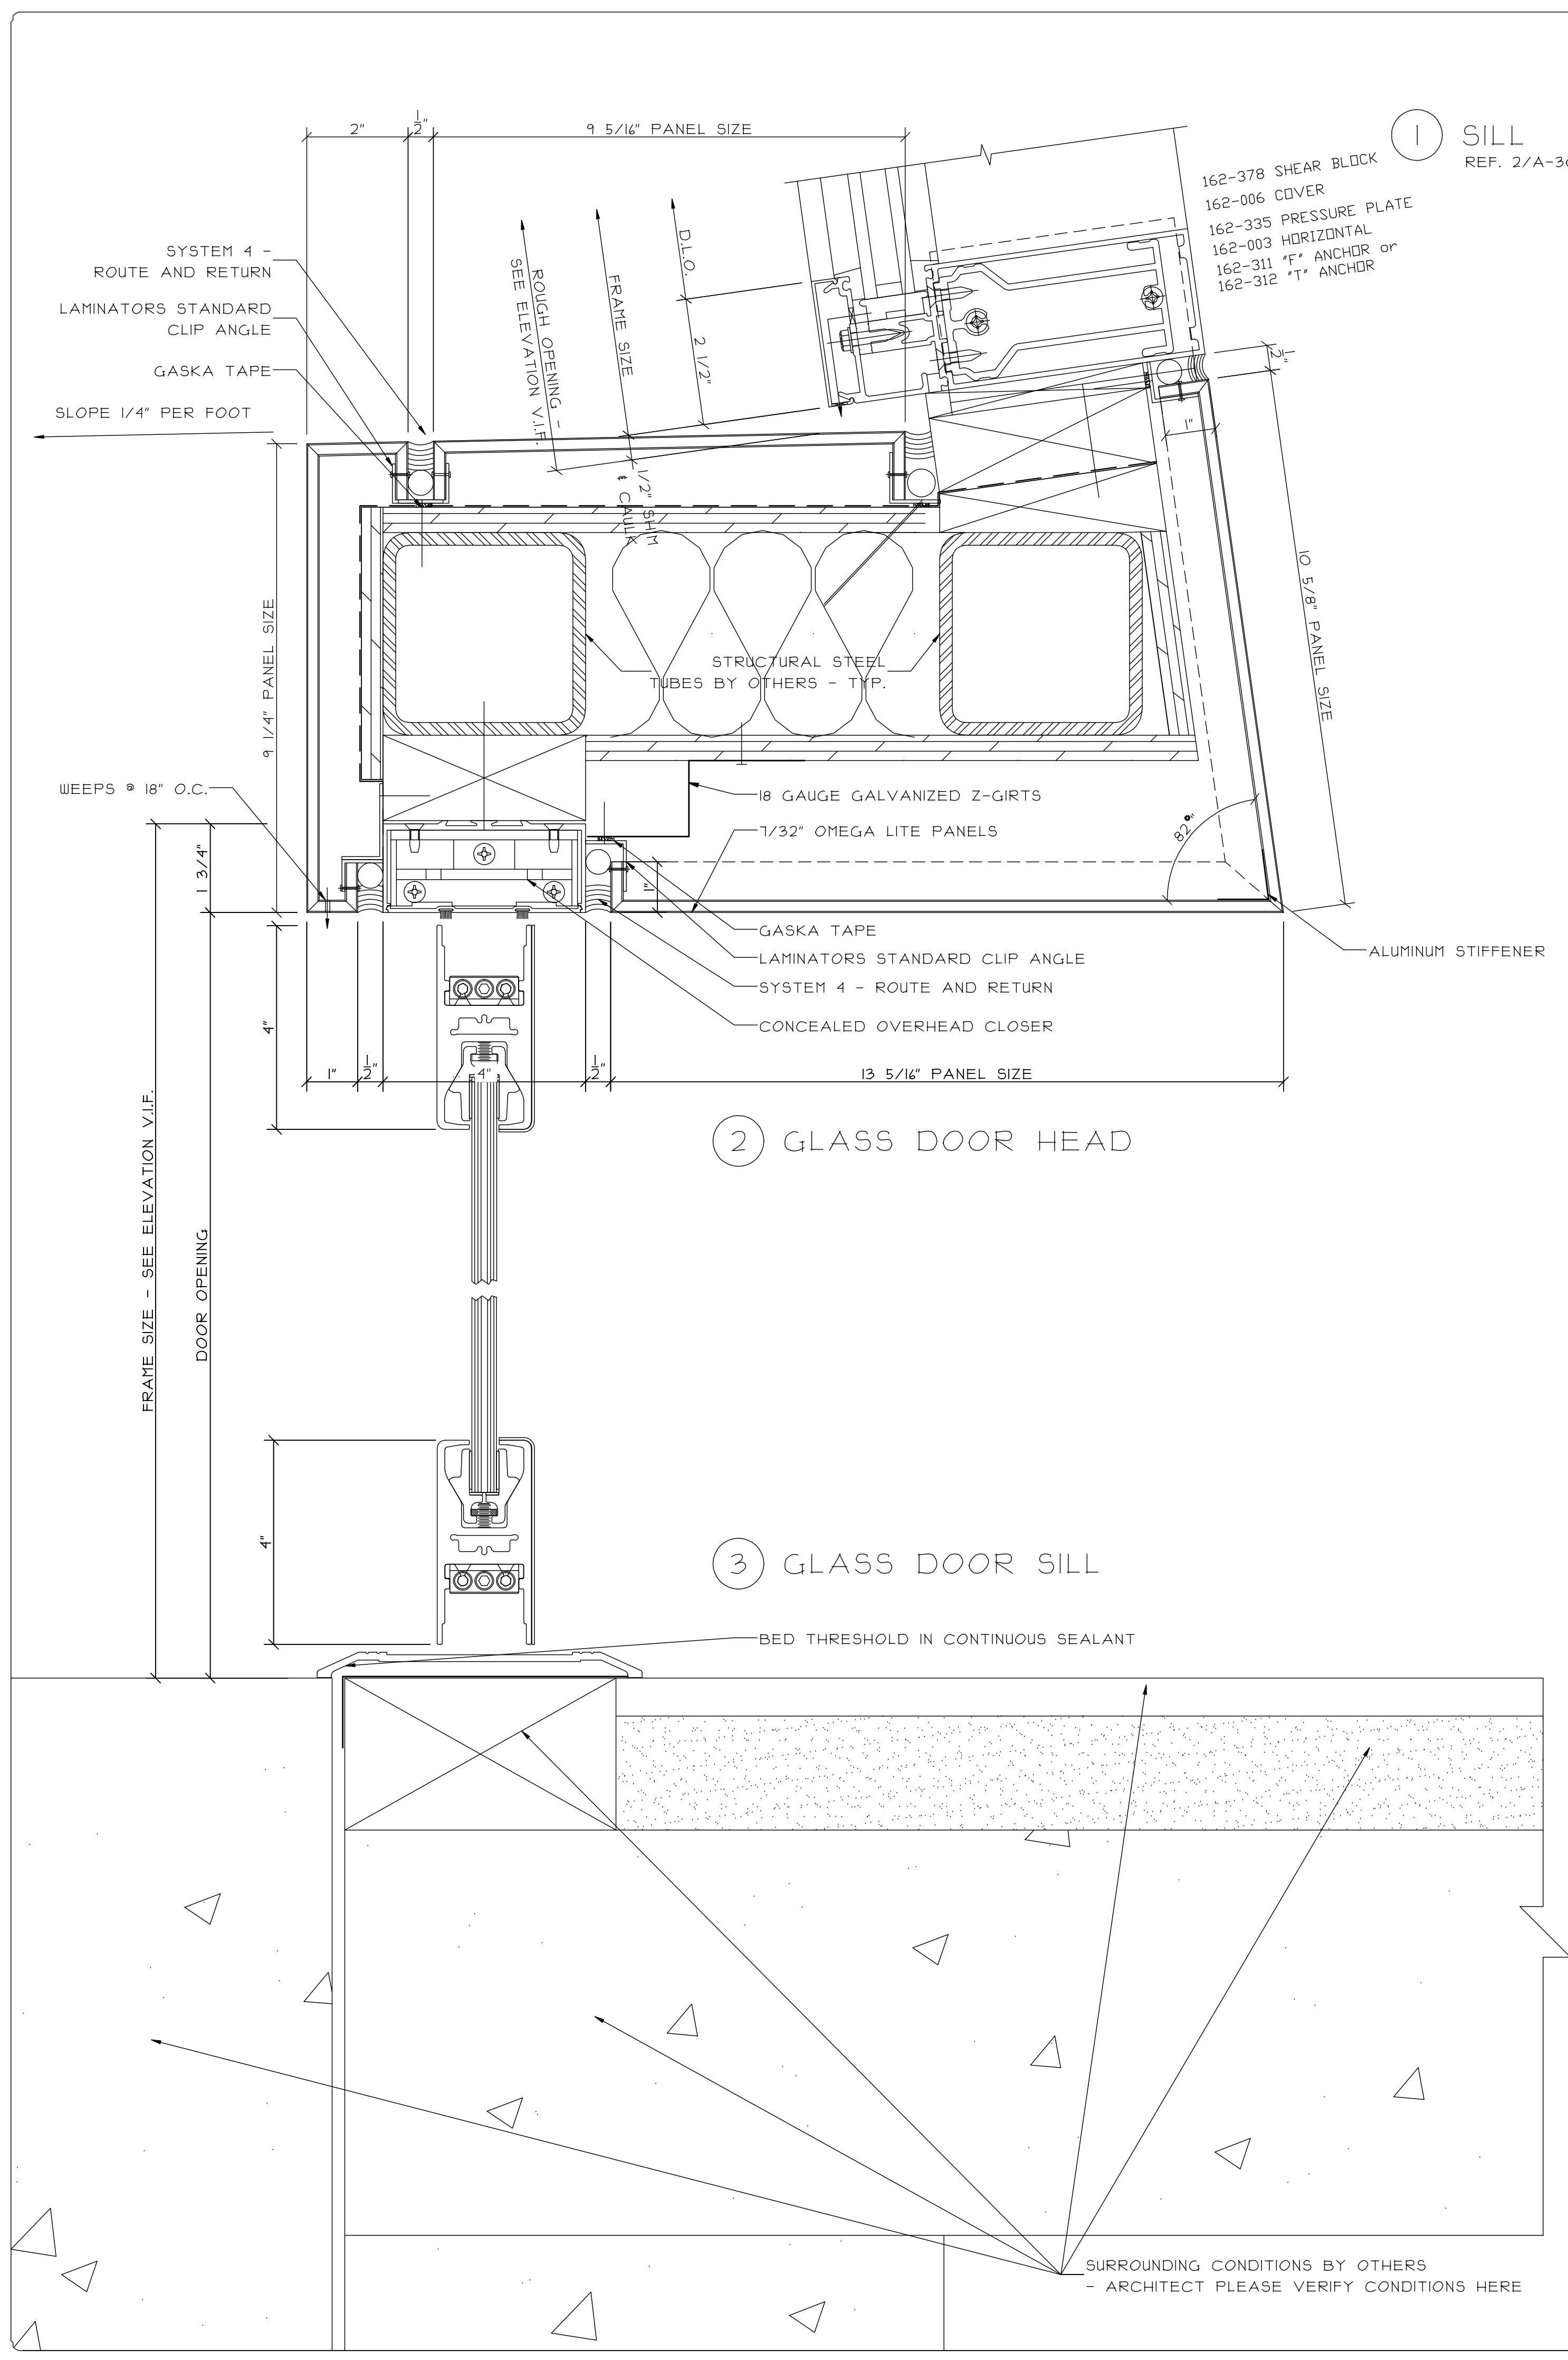 1 SILL
REF. 2/A-30
2"
1/2"
9 5/16" PANEL SIZE
162-378 SHEAR BLOCK
162-006 COVER
162-335 PRESSURE PLATE
162-003 HORIZONTAL
162-311 "F" ANCHOR or
162-312 "T" ANCHOR
SYSTEM 4 -
ROUTE AND RETURN
LAMINATORS STANDARD
CLIP ANGLE
GASKA TAPE
SLOPE 1/4" PER FOOT
ROUGH OPENING -
SEE ELEVATION V.I.F.
FRAME SIZE
D.L.O.
2 1/2"
1/2" SHIM
& CAULK
1/2"
1"
10 5/8" PANEL SIZE
9 1/4" PANEL SIZE
STRUCTURAL STEEL
TUBES BY OTHERS - TYP.
WEEPS @ 18" O.C.
18 GAUGE GALVANIZED Z-GIRTS
7/32" OMEGA LITE PANELS
82°
1 3/4"
1"
GASKA TAPE
LAMINATORS STANDARD CLIP ANGLE
SYSTEM 4 - ROUTE AND RETURN
CONCEALED OVERHEAD CLOSER
ALUMINUM STIFFENER
4"
1"
1/2"
4"
1/2"
13 5/16" PANEL SIZE
2 GLASS DOOR HEAD
FRAME SIZE - SEE ELEVATION V.I.F.
DOOR OPENING
4"
3 GLASS DOOR SILL
BED THRESHOLD IN CONTINUOUS SEALANT
SURROUNDING CONDITIONS BY OTHERS
- ARCHITECT PLEASE VERIFY CONDITIONS HERE